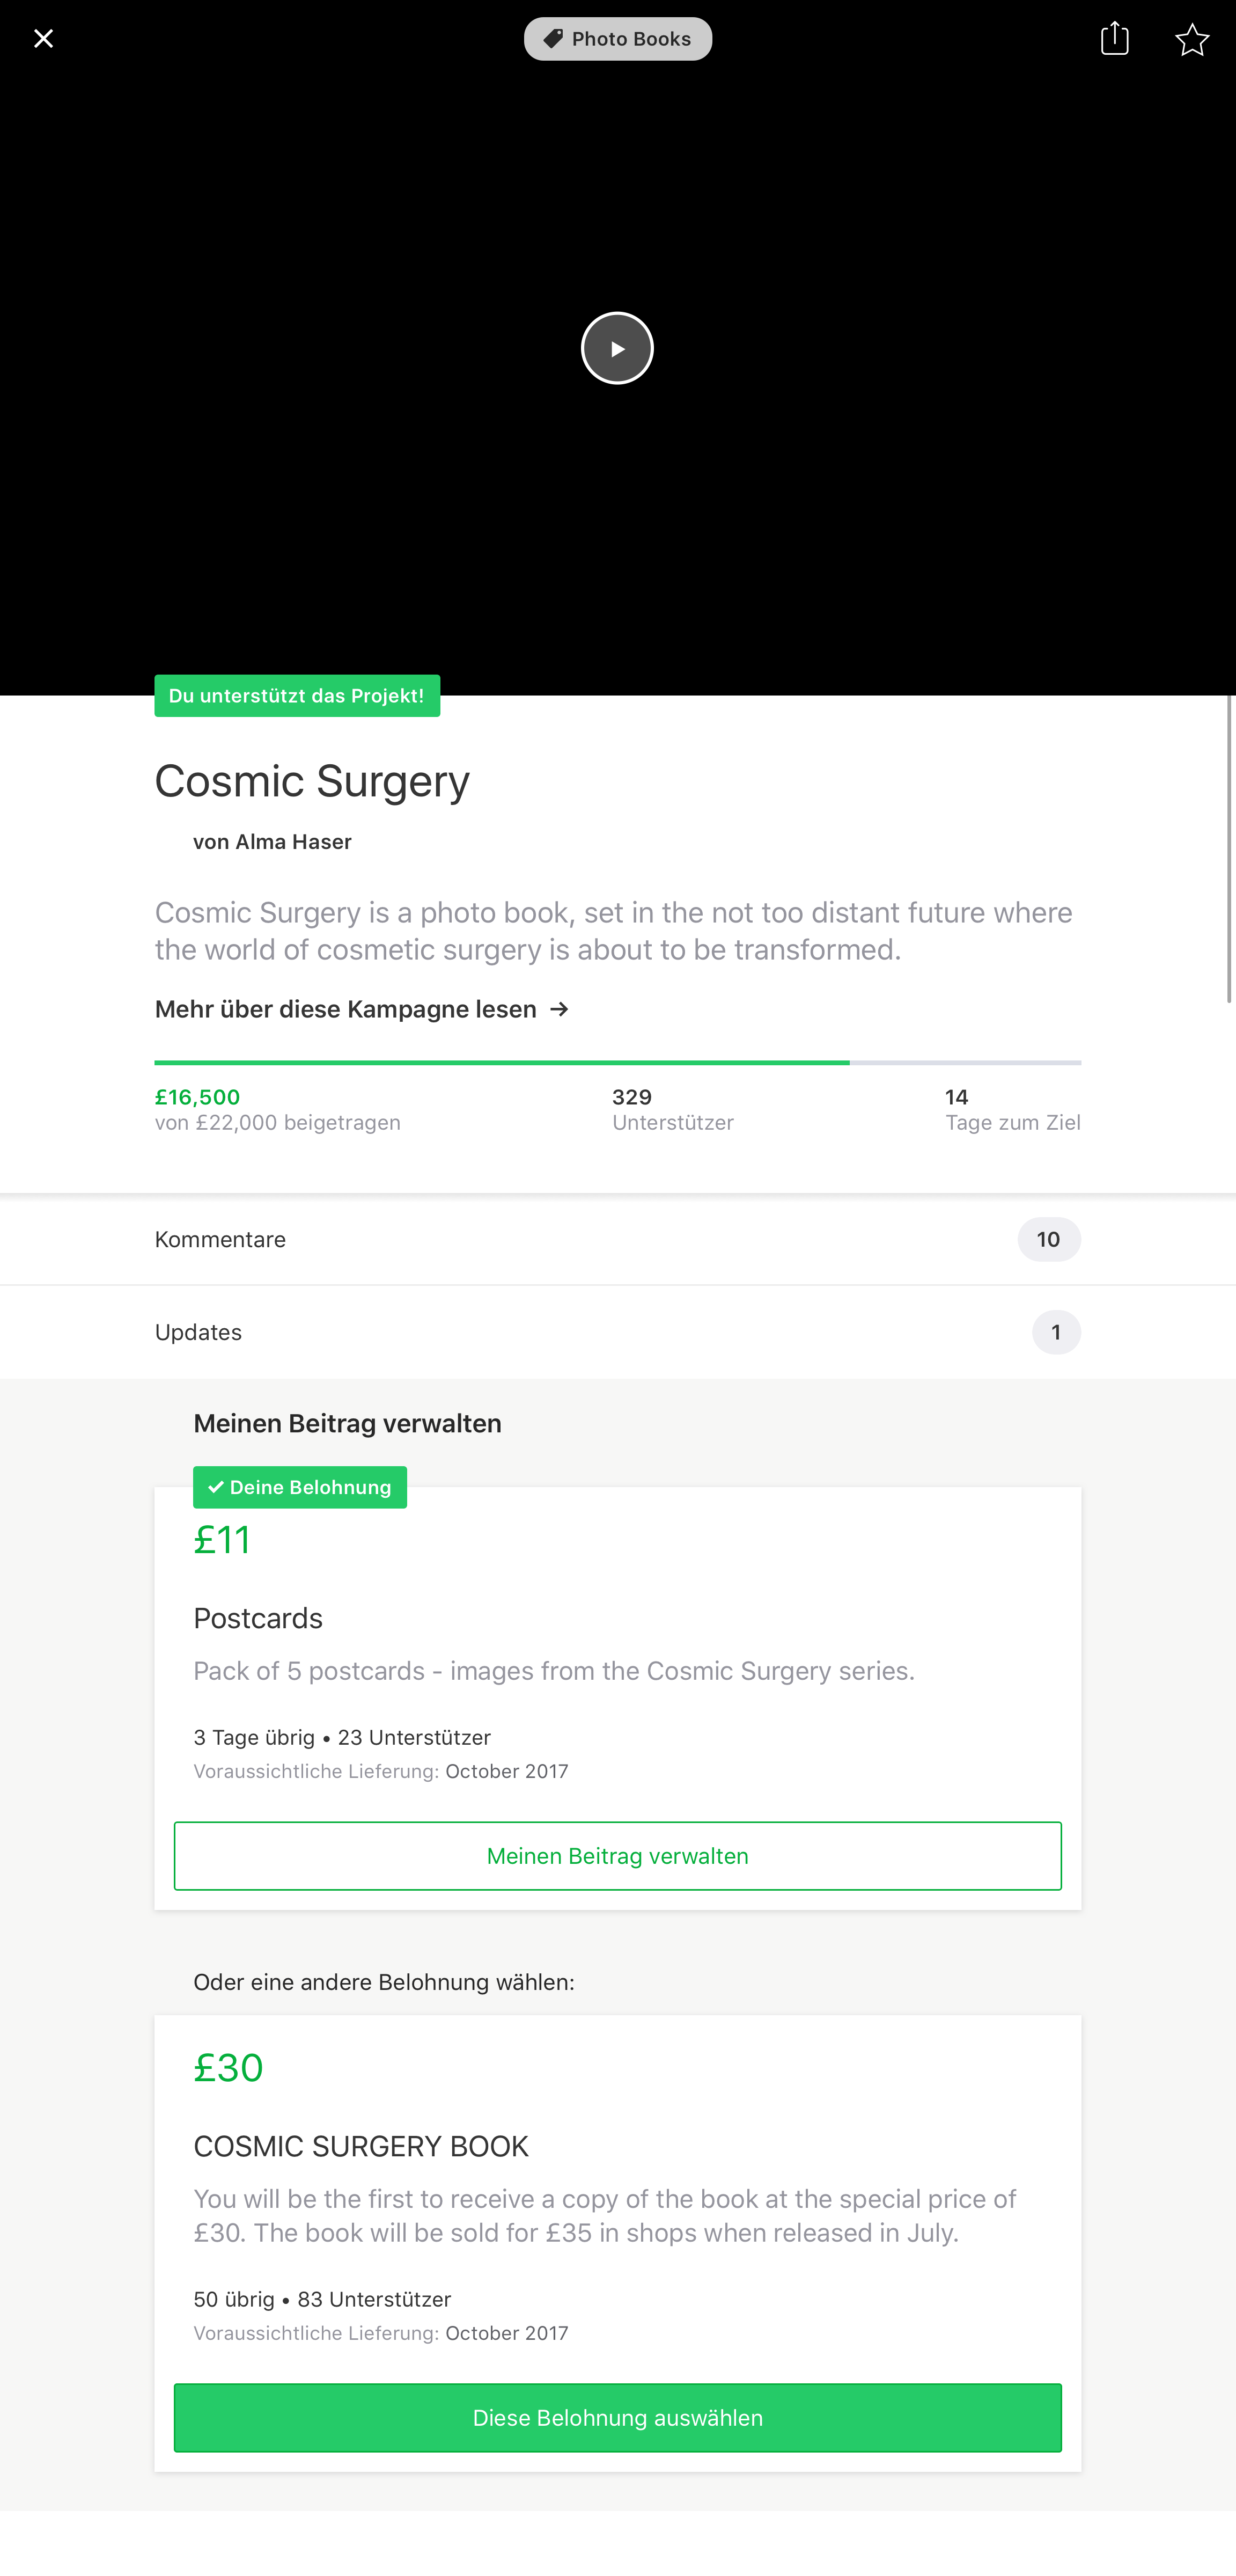 Photo Books
Du unterstützt das Projekt!
Cosmic Surgery
von Alma Haser
Cosmic Surgery is a photo book, set in the not too distant future where
the world of cosmetic surgery is about to be transformed.
Mehr über diese Kampagne lesen →
£16,500
von £22,000 beigetragen
329
Unterstützer
14
Tage zum Ziel
Kommentare 10
Updates 1
Meinen Beitrag verwalten
✓ Deine Belohnung
£11
Postcards
Pack of 5 postcards - images from the Cosmic Surgery series.
3 Tage übrig • 23 Unterstützer
Voraussichtliche Lieferung: October 2017
Meinen Beitrag verwalten
Oder eine andere Belohnung wählen:
£30
COSMIC SURGERY BOOK
You will be the first to receive a copy of the book at the special price of
£30. The book will be sold for £35 in shops when released in July.
50 übrig • 83 Unterstützer
Voraussichtliche Lieferung: October 2017
Diese Belohnung auswählen